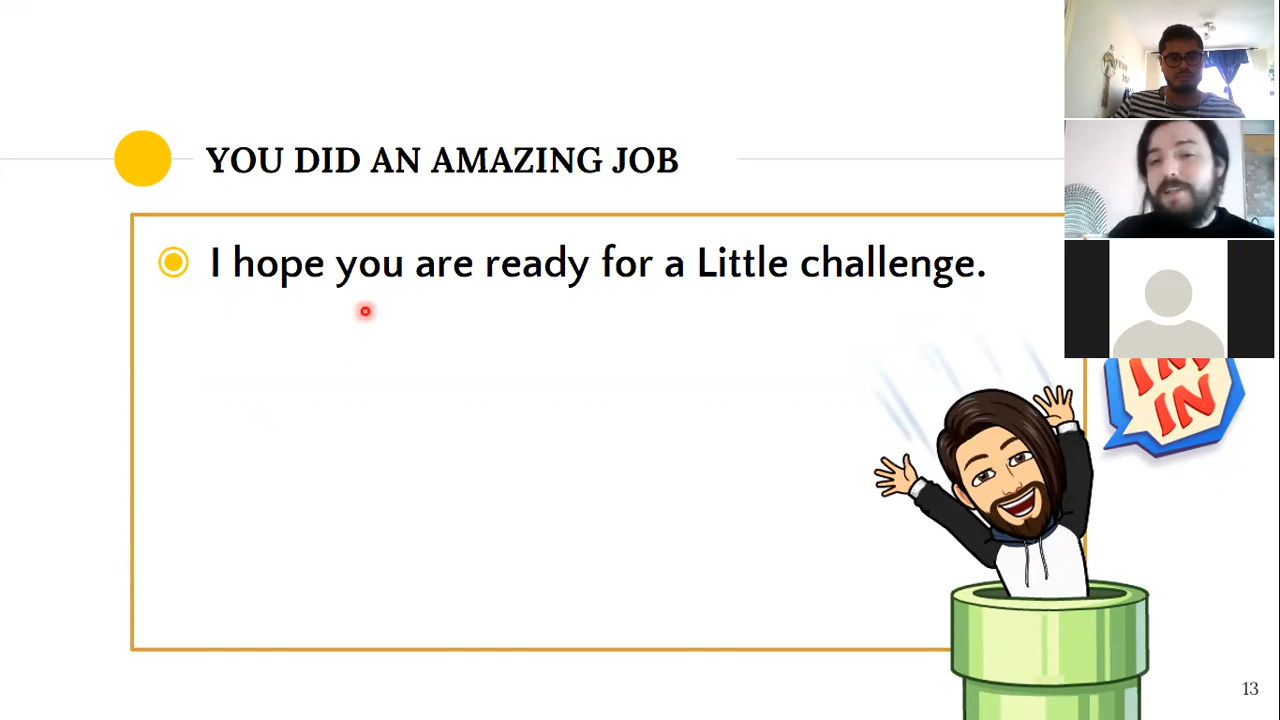 YOU DID AN AMAZING JOB
I hope you are ready for a Little challenge.
I'M
IN
13